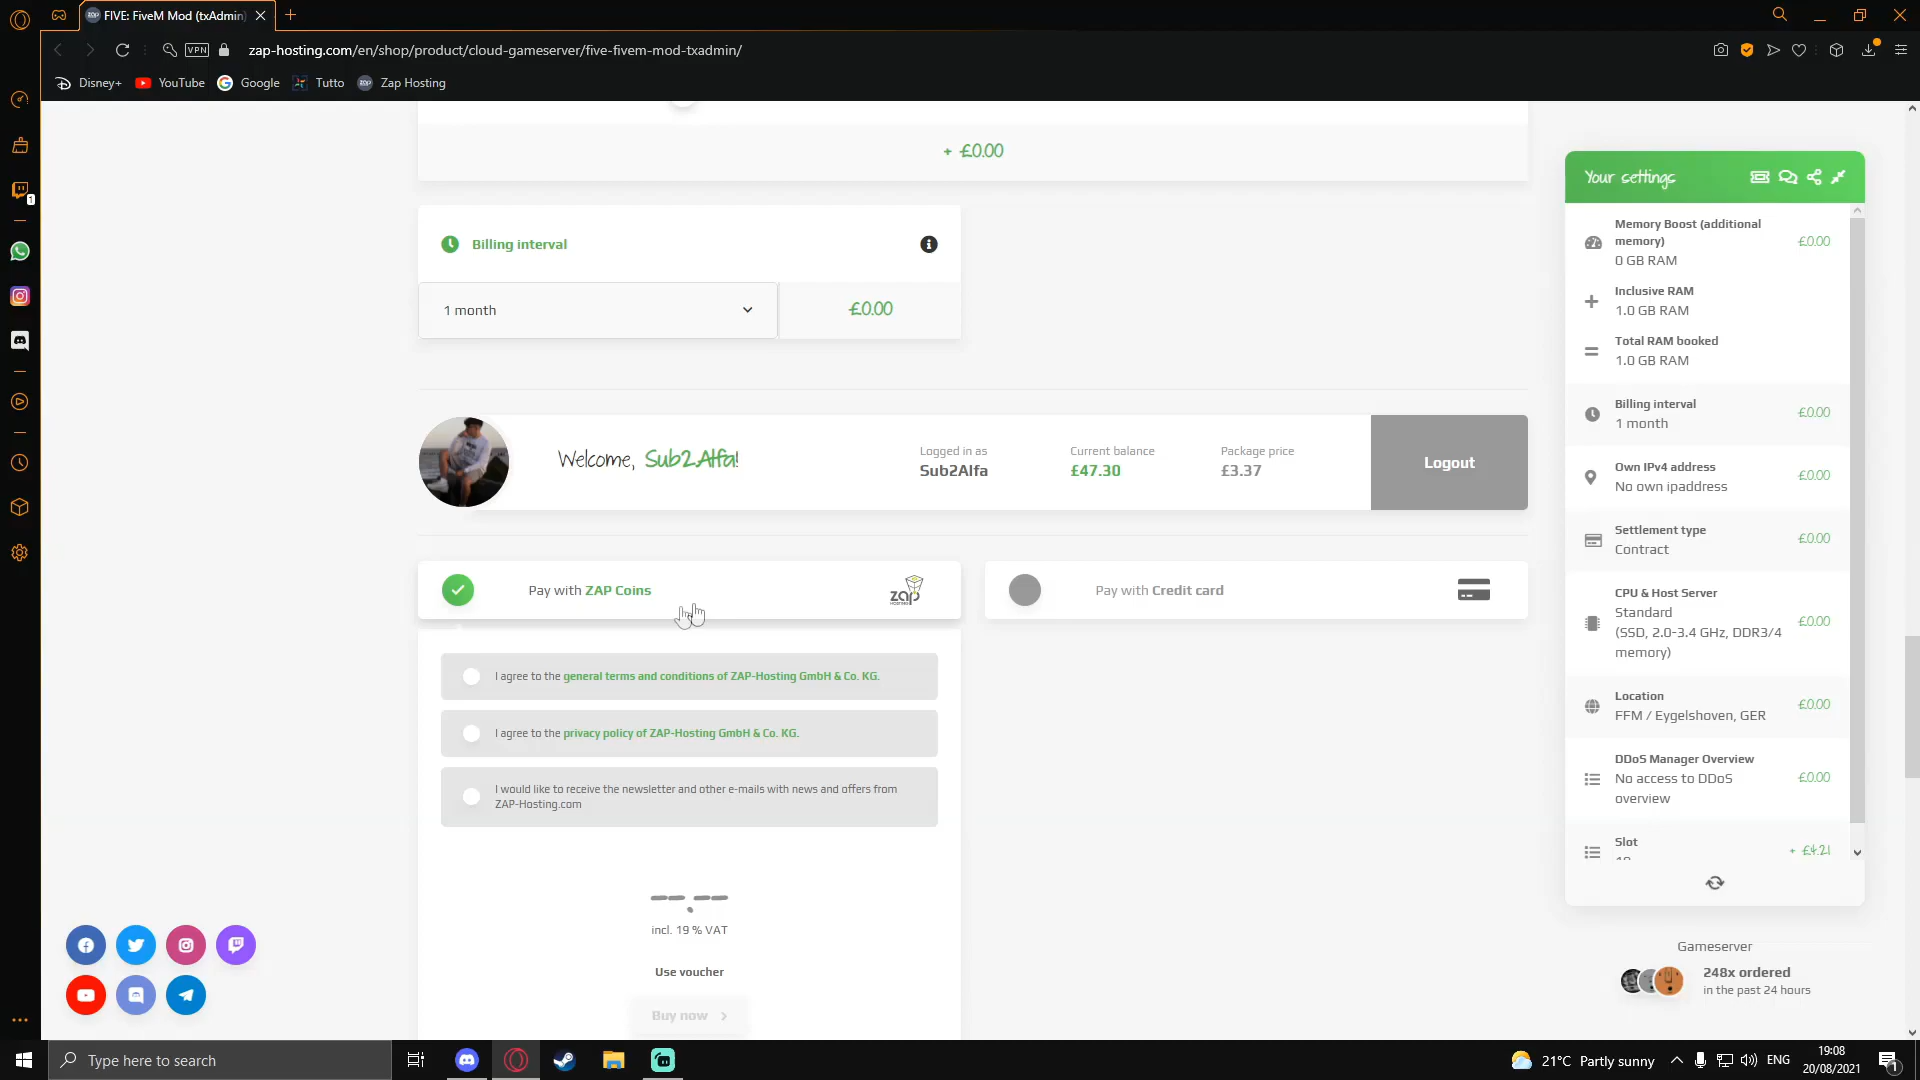 FIVE: FiveM Mod (txAdmin)
VPN
zap-hosting.com/en/shop/product/cloud-gameserver/five-fivem-mod-txadmin/
Disney+
YouTube
Google
Tutto
Zap Hosting
1
+ £0.00
Billing interval
1 month
£0.00
Welcome, Sub2Alfa!
Logged in as
Sub2Alfa
Current balance
£47.30
Package price
£3.37
Logout
Pay with ZAP Coins
zap
HOSTING
Pay with Credit card
I agree to the general terms and conditions of ZAP-Hosting GmbH & Co. KG.
I agree to the privacy policy of ZAP-Hosting GmbH & Co. KG.
I would like to receive the newsletter and other e-mails with news and offers from
ZAP-Hosting.com
--.--
incl. 19 % VAT
Use voucher
Buy now
Your settings
Memory Boost (additional
memory)
0 GB RAM
£0.00
Inclusive RAM
1.0 GB RAM
Total RAM booked
1.0 GB RAM
Billing interval
1 month
£0.00
Own IPv4 address
No own ipaddress
£0.00
Settlement type
Contract
£0.00
CPU & Host Server
Standard
(SSD, 2.0-3.4 GHz, DDR3/4
memory)
£0.00
Location
FFM / Eygelshoven, GER
£0.00
DDoS Manager Overview
No access to DDoS
overview
£0.00
Slot
+ £4.21
Gameserver
248x ordered
in the past 24 hours
Type here to search
21°C Partly sunny
ENG
19:08
20/08/2021
1